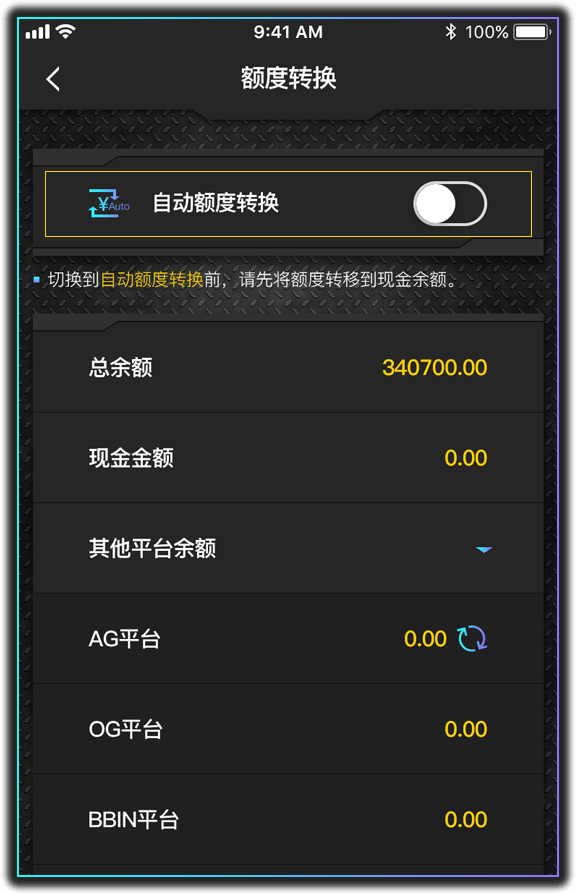 9:41 AM 100%
额度转换
¥Auto 自动额度转换
切换到自动额度转换前，请先将额度转移到现金余额。
总余额 340700.00
现金金额 0.00
其他平台余额
AG平台 0.00
OG平台 0.00
BBIN平台 0.00